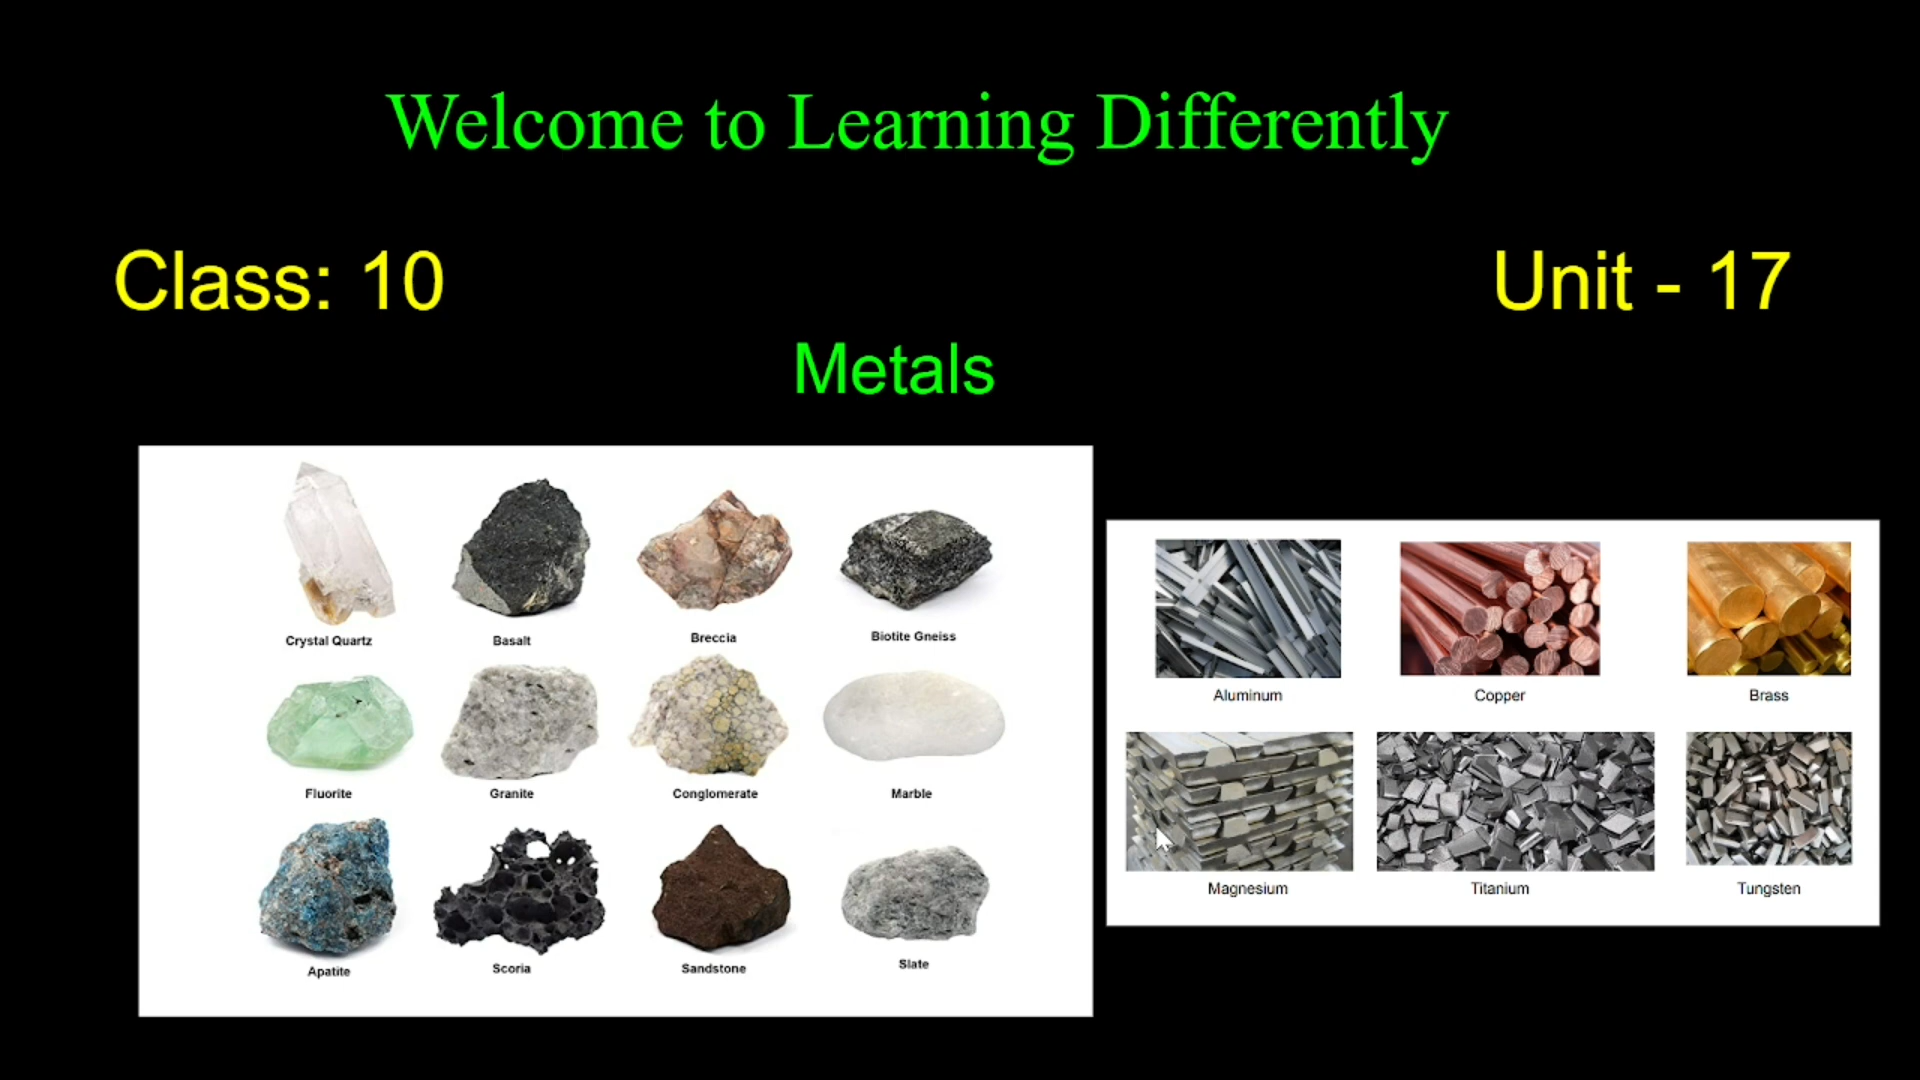 Welcome to Learning Differently
Class: 10
Unit - 17
Metals
Crystal Quartz
Basalt
Breccia
Biotite Gneiss
Fluorite
Granite
Conglomerate
Marble
Apatite
Scoria
Sandstone
Slate
Aluminum
Copper
Brass
Magnesium
Titanium
Tungsten